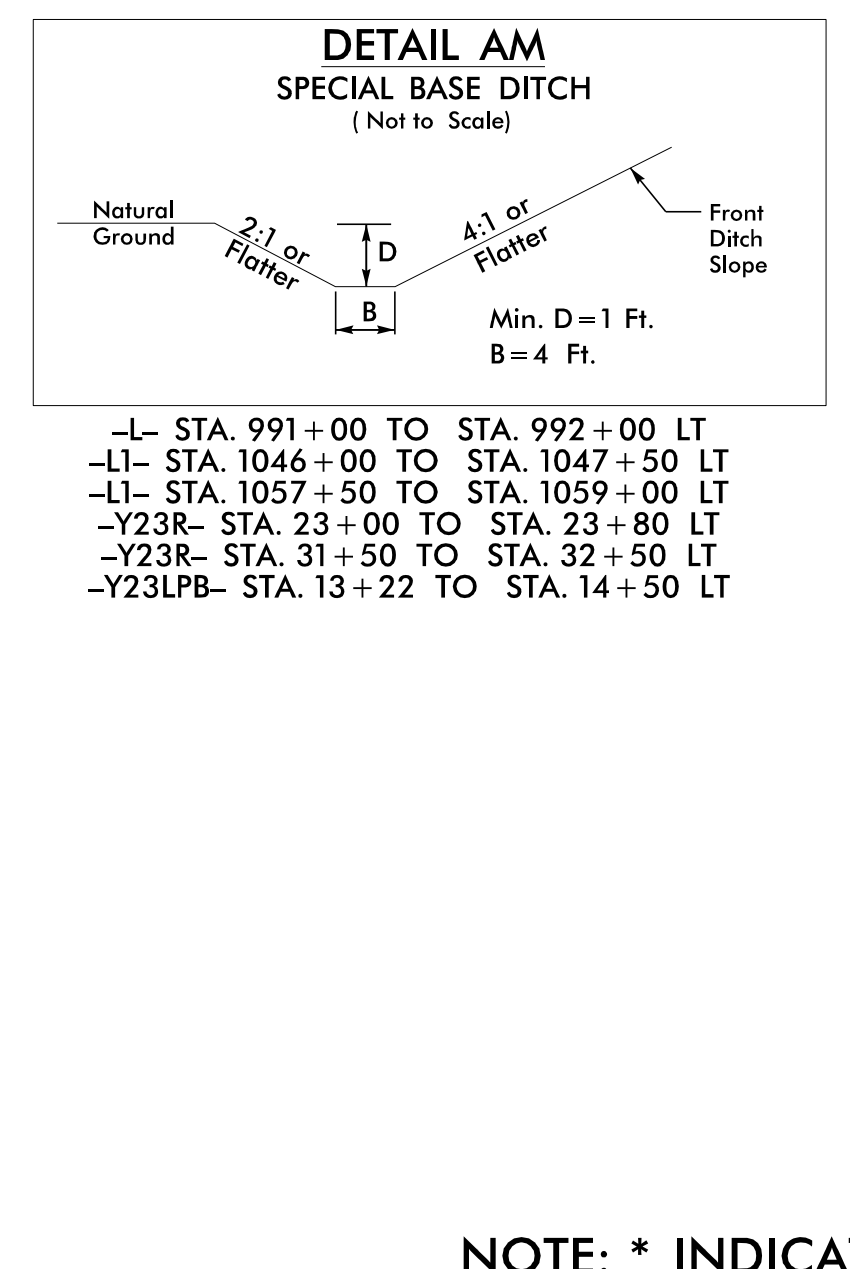 DETAIL AM
SPECIAL BASE DITCH
( Not to Scale)
Natural
Ground
2:1 or
Flatter
D
B
4:1 or
Flatter
Front
Ditch
Slope
Min. D=1 Ft.
B=4 Ft.
–L– STA. 991+00 TO STA. 992+00 LT
–L1– STA. 1046+00 TO STA. 1047+50 LT
–L1– STA. 1057+50 TO STA. 1059+00 LT
–Y23R– STA. 23+00 TO STA. 23+80 LT
–Y23R– STA. 31+50 TO STA. 32+50 LT
–Y23LPB– STA. 13+22 TO STA. 14+50 LT
NOTE: *